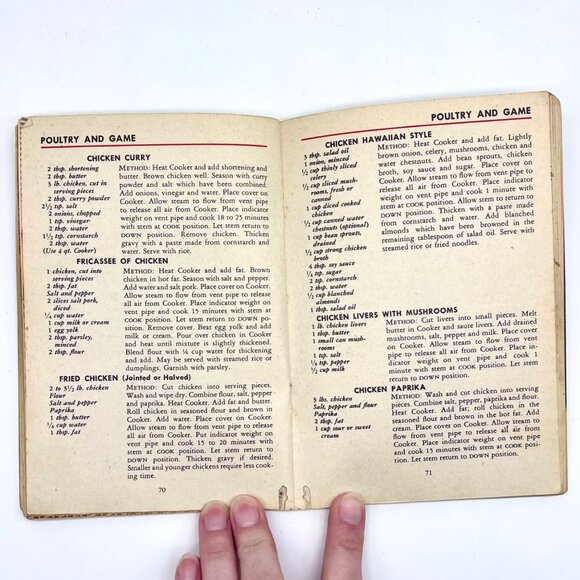 POULTRY AND GAME
CHICKEN CURRY
2 tbsp. shortening
2 tbsp. butter
3 lb. chicken, cut in
serving pieces
2 tbsp. curry powder
2½ tsp. salt
2 onions, chopped
1 tsp. vinegar
2 tbsp. water
1½ tsp. cornstarch
2 tbsp. water
(Use 4 qt. Cooker)
METHOD: Heat Cooker and add shortening and
butter. Brown chicken well. Season with curry
powder and salt which have been combined.
Add onions, vinegar and water. Place cover on
Cooker. Allow steam to flow from vent pipe
to release all air from Cooker. Place indicator
weight on vent pipe and cook 18 to 25 minutes
with stem at COOK position. Let stem return to
DOWN position. Remove chicken. Thicken
gravy with a paste made from cornstarch and
water. Serve with rice.
FRICASSEE OF CHICKEN
1 chicken, cut into
serving pieces
2 tbsp. fat
Salt and pepper
2 slices salt pork,
diced
¼ cup water
1 cup milk or cream
1 egg yolk
2 tbsp. parsley,
minced
2 tbsp. flour
METHOD: Heat Cooker and add fat. Brown
chicken in hot fat. Season with salt and pepper.
Add water and salt pork. Place cover on Cooker.
Allow steam to flow from vent pipe to release
all air from Cooker. Place indicator weight on
vent pipe and cook 15 minutes with stem at
COOK position. Let stem return to DOWN posi-
tion. Remove cover. Beat egg yolk and add
milk or cream. Pour over chicken in Cooker
and heat until mixture is slightly thickened.
Blend flour with ¼ cup water for thickening
and add. May be served with steamed rice or
dumplings. Garnish with parsley.
FRIED CHICKEN (Jointed or Halved)
2 to 3½ lb. chicken
Flour
Salt and pepper
Paprika
1 tbsp. butter
¼ cup water
1 tbsp. fat
METHOD: Cut chicken into serving pieces.
Wash and wipe dry. Combine flour, salt, pepper
and paprika. Heat Cooker. Add fat and butter.
Roll chicken in seasoned flour and brown in
Cooker. Add water. Place cover on Cooker.
Allow steam to flow from vent pipe to release
all air from Cooker. Put indicator weight on
vent pipe and cook 15 to 20 minutes with
stem at COOK position. Let stem return to
DOWN position. Thicken gravy if desired.
Smaller and younger chickens require less cook-
ing time.
70
POULTRY AND GAME
CHICKEN HAWAIIAN STYLE
3 tbsp. salad oil
1 onion, minced
1½ cup thinly sliced
celery
½ cup sliced mush-
rooms, fresh or
canned
1 cup diced cooked
chicken
½ cup canned water
chestnuts (optional)
1 cup bean sprouts,
drained
½ cup strong chicken
broth
4 tbsp. soy sauce
¼ tsp. sugar
2 tsp. cornstarch
2 tbsp. water
½ cup blanched
almonds
1 tbsp. salad oil
METHOD: Heat Cooker and add fat. Lightly
brown onion, celery, mushrooms, chicken and
water chestnuts. Add bean sprouts, chicken
broth, soy sauce and sugar. Place cover on
Cooker. Allow steam to flow from vent pipe to
release all air from Cooker. Place indicator
weight on vent pipe and cook 1 minute with
stem at COOK position. Let stem return to
DOWN position. Thicken with a paste made
from cornstarch and water. Add blanched
almonds which have been browned in the
remaining tablespoon of salad oil. Serve with
steamed rice or fried noodles.
CHICKEN LIVERS WITH MUSHROOMS
1 lb. chicken livers
1 tbsp. butter
1 small can mush-
rooms
1 tsp. salt
⅛ tsp. pepper
½ cup milk
METHOD: Cut livers into small pieces. Melt
butter in Cooker and saute livers. Add drained
mushrooms, salt, pepper and milk. Place cover
on Cooker. Allow steam to flow from vent
pipe to release all air from Cooker. Place in-
dicator weight on vent pipe and cook 1
minute with stem at COOK position. Let stem
return to DOWN position.
CHICKEN PAPRIKA
3 lb. chicken
Salt, pepper and flour
Paprika
2 tbsp. fat
1 cup sour or sweet
cream
METHOD: Wash and cut chicken into serving
pieces. Combine salt, pepper, paprika and flour.
Heat Cooker. Add fat; roll chicken in the
seasoned flour and brown in the hot fat. Add
cream. Place cover on Cooker. Allow steam to
flow from vent pipe to release all air from
Cooker. Place indicator weight on vent pipe
and cook 15 minutes with stem at COOK posi-
tion. Let stem return to DOWN position.
71